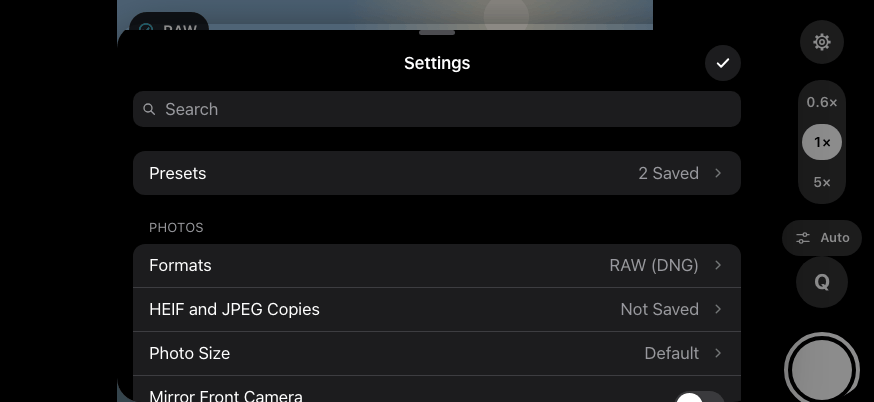 RAW
Settings
Search
Presets 2 Saved
PHOTOS
Formats RAW (DNG)
HEIF and JPEG Copies Not Saved
Photo Size Default
Mirror Front Camera
0.6×
1×
5×
Auto
Q